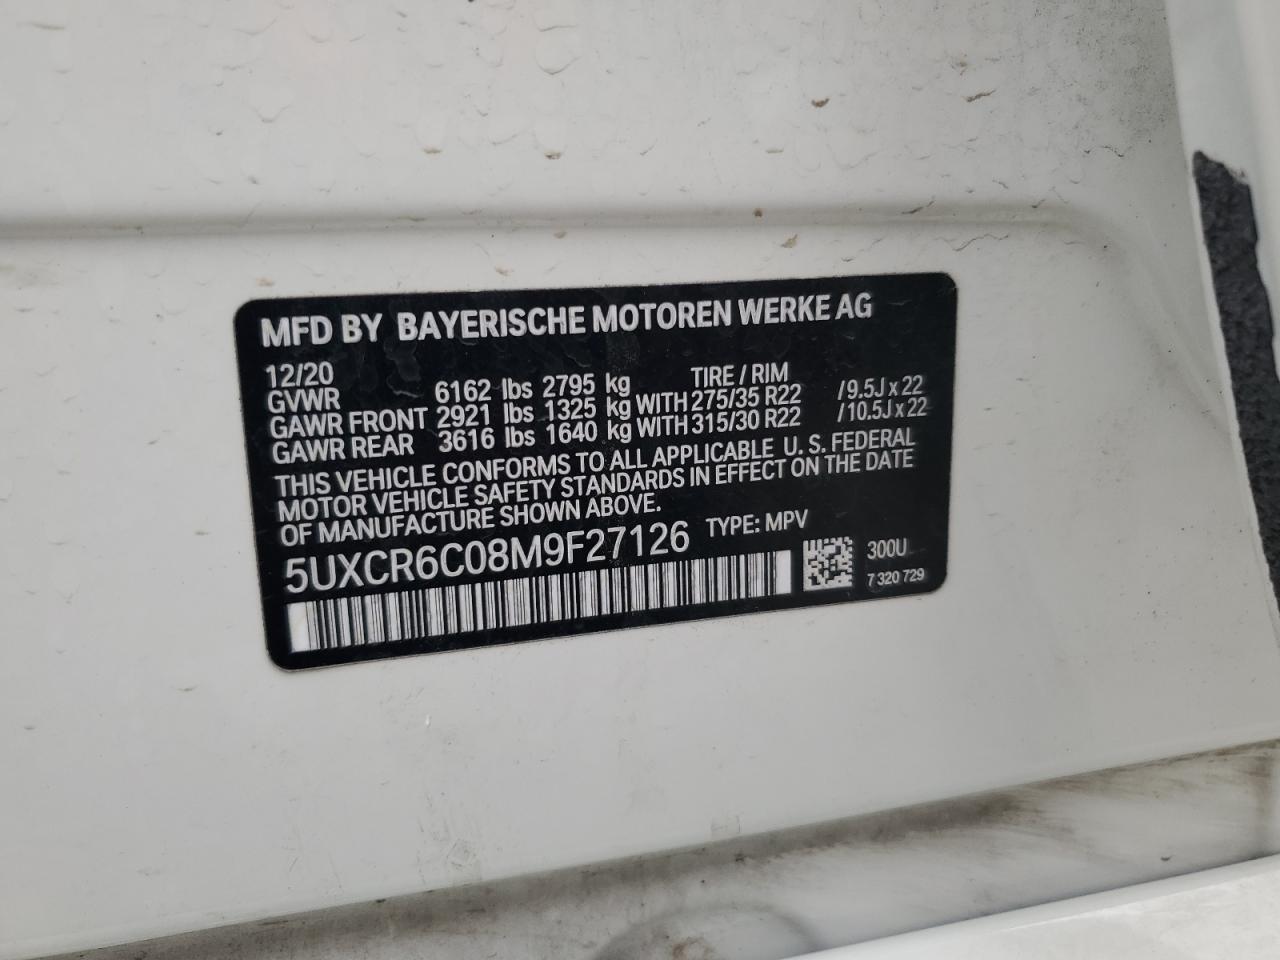 MFD BY BAYERISCHE MOTOREN WERKE AG
12/20 TIRE / RIM
GVWR 6162 lbs 2795 kg
GAWR FRONT 2921 lbs 1325 kg WITH 275/35 R22 /9.5J x 22
GAWR REAR 3616 lbs 1640 kg WITH 315/30 R22 /10.5J x 22
THIS VEHICLE CONFORMS TO ALL APPLICABLE U. S. FEDERAL
MOTOR VEHICLE SAFETY STANDARDS IN EFFECT ON THE DATE
OF MANUFACTURE SHOWN ABOVE.
5UXCR6C08M9F27126 TYPE: MPV
300U
7 320 729